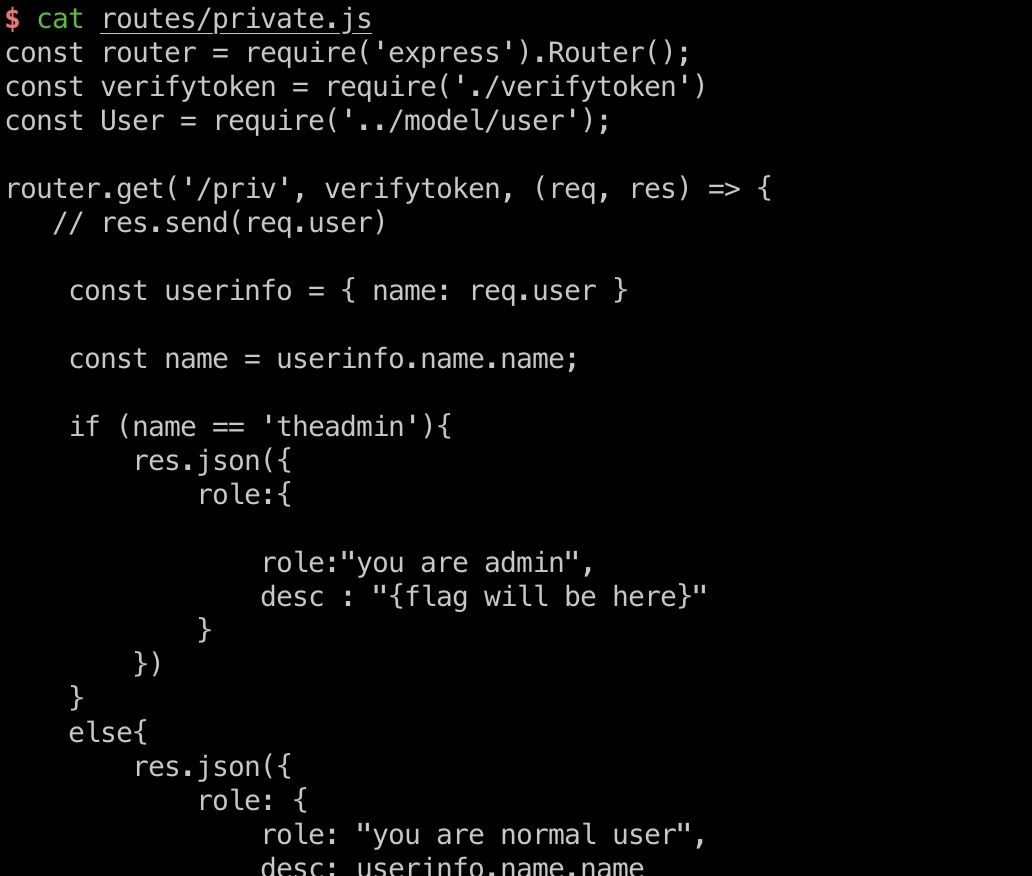 $ cat routes/private.js
const router = require('express').Router();
const verifytoken = require('./verifytoken')
const User = require('../model/user');
router.get('/priv', verifytoken, (req, res) => {
// res.send(req.user)
const userinfo = { name: req.user }
const name = userinfo.name.name;
if (name == 'theadmin'){
res.json({
role:{
role:"you are admin",
desc : "{flag will be here}"
}
})
}
else{
res.json({
role: {
role: "you are normal user",
desc: userinfo.name.name